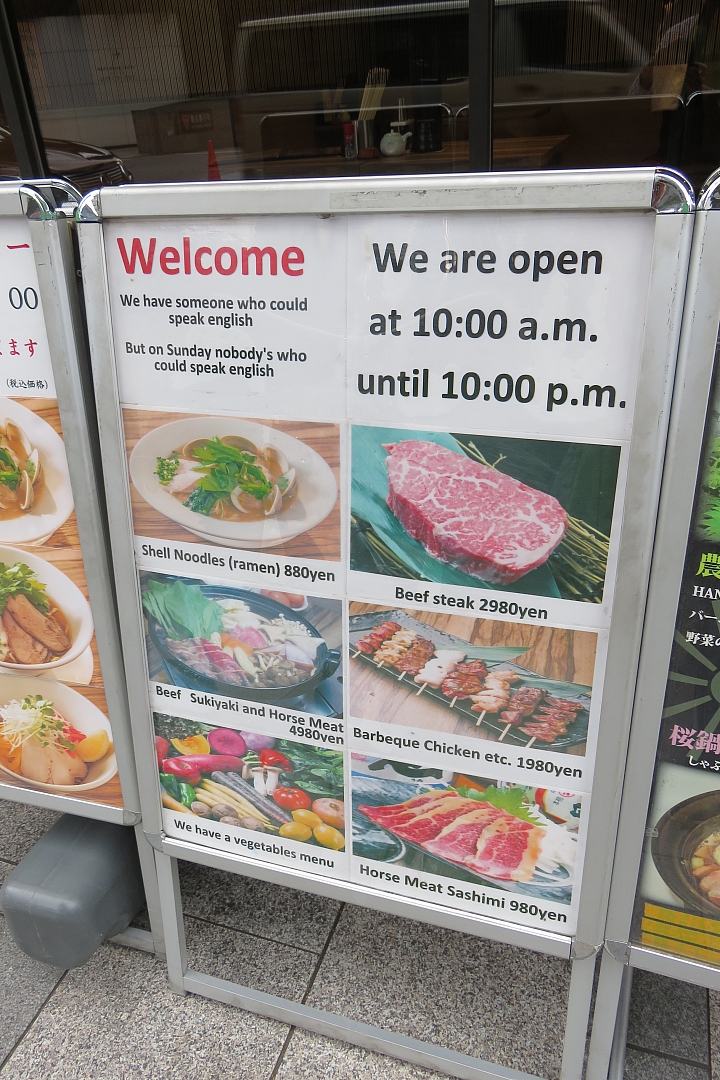 Welcome
We have someone who could
speak english
But on Sunday nobody's who
could speak english
We are open
at 10:00 a.m.
until 10:00 p.m.
Shell Noodles (ramen) 880yen
Beef steak 2980yen
Beef Sukiyaki and Horse Meat
4980yen
Barbeque Chicken etc. 1980yen
We have a vegetables menu
Horse Meat Sashimi 980yen
ー
00
ます
(税込価格)
農
HAN
バー
野菜の
桜鍋
しゃぶ